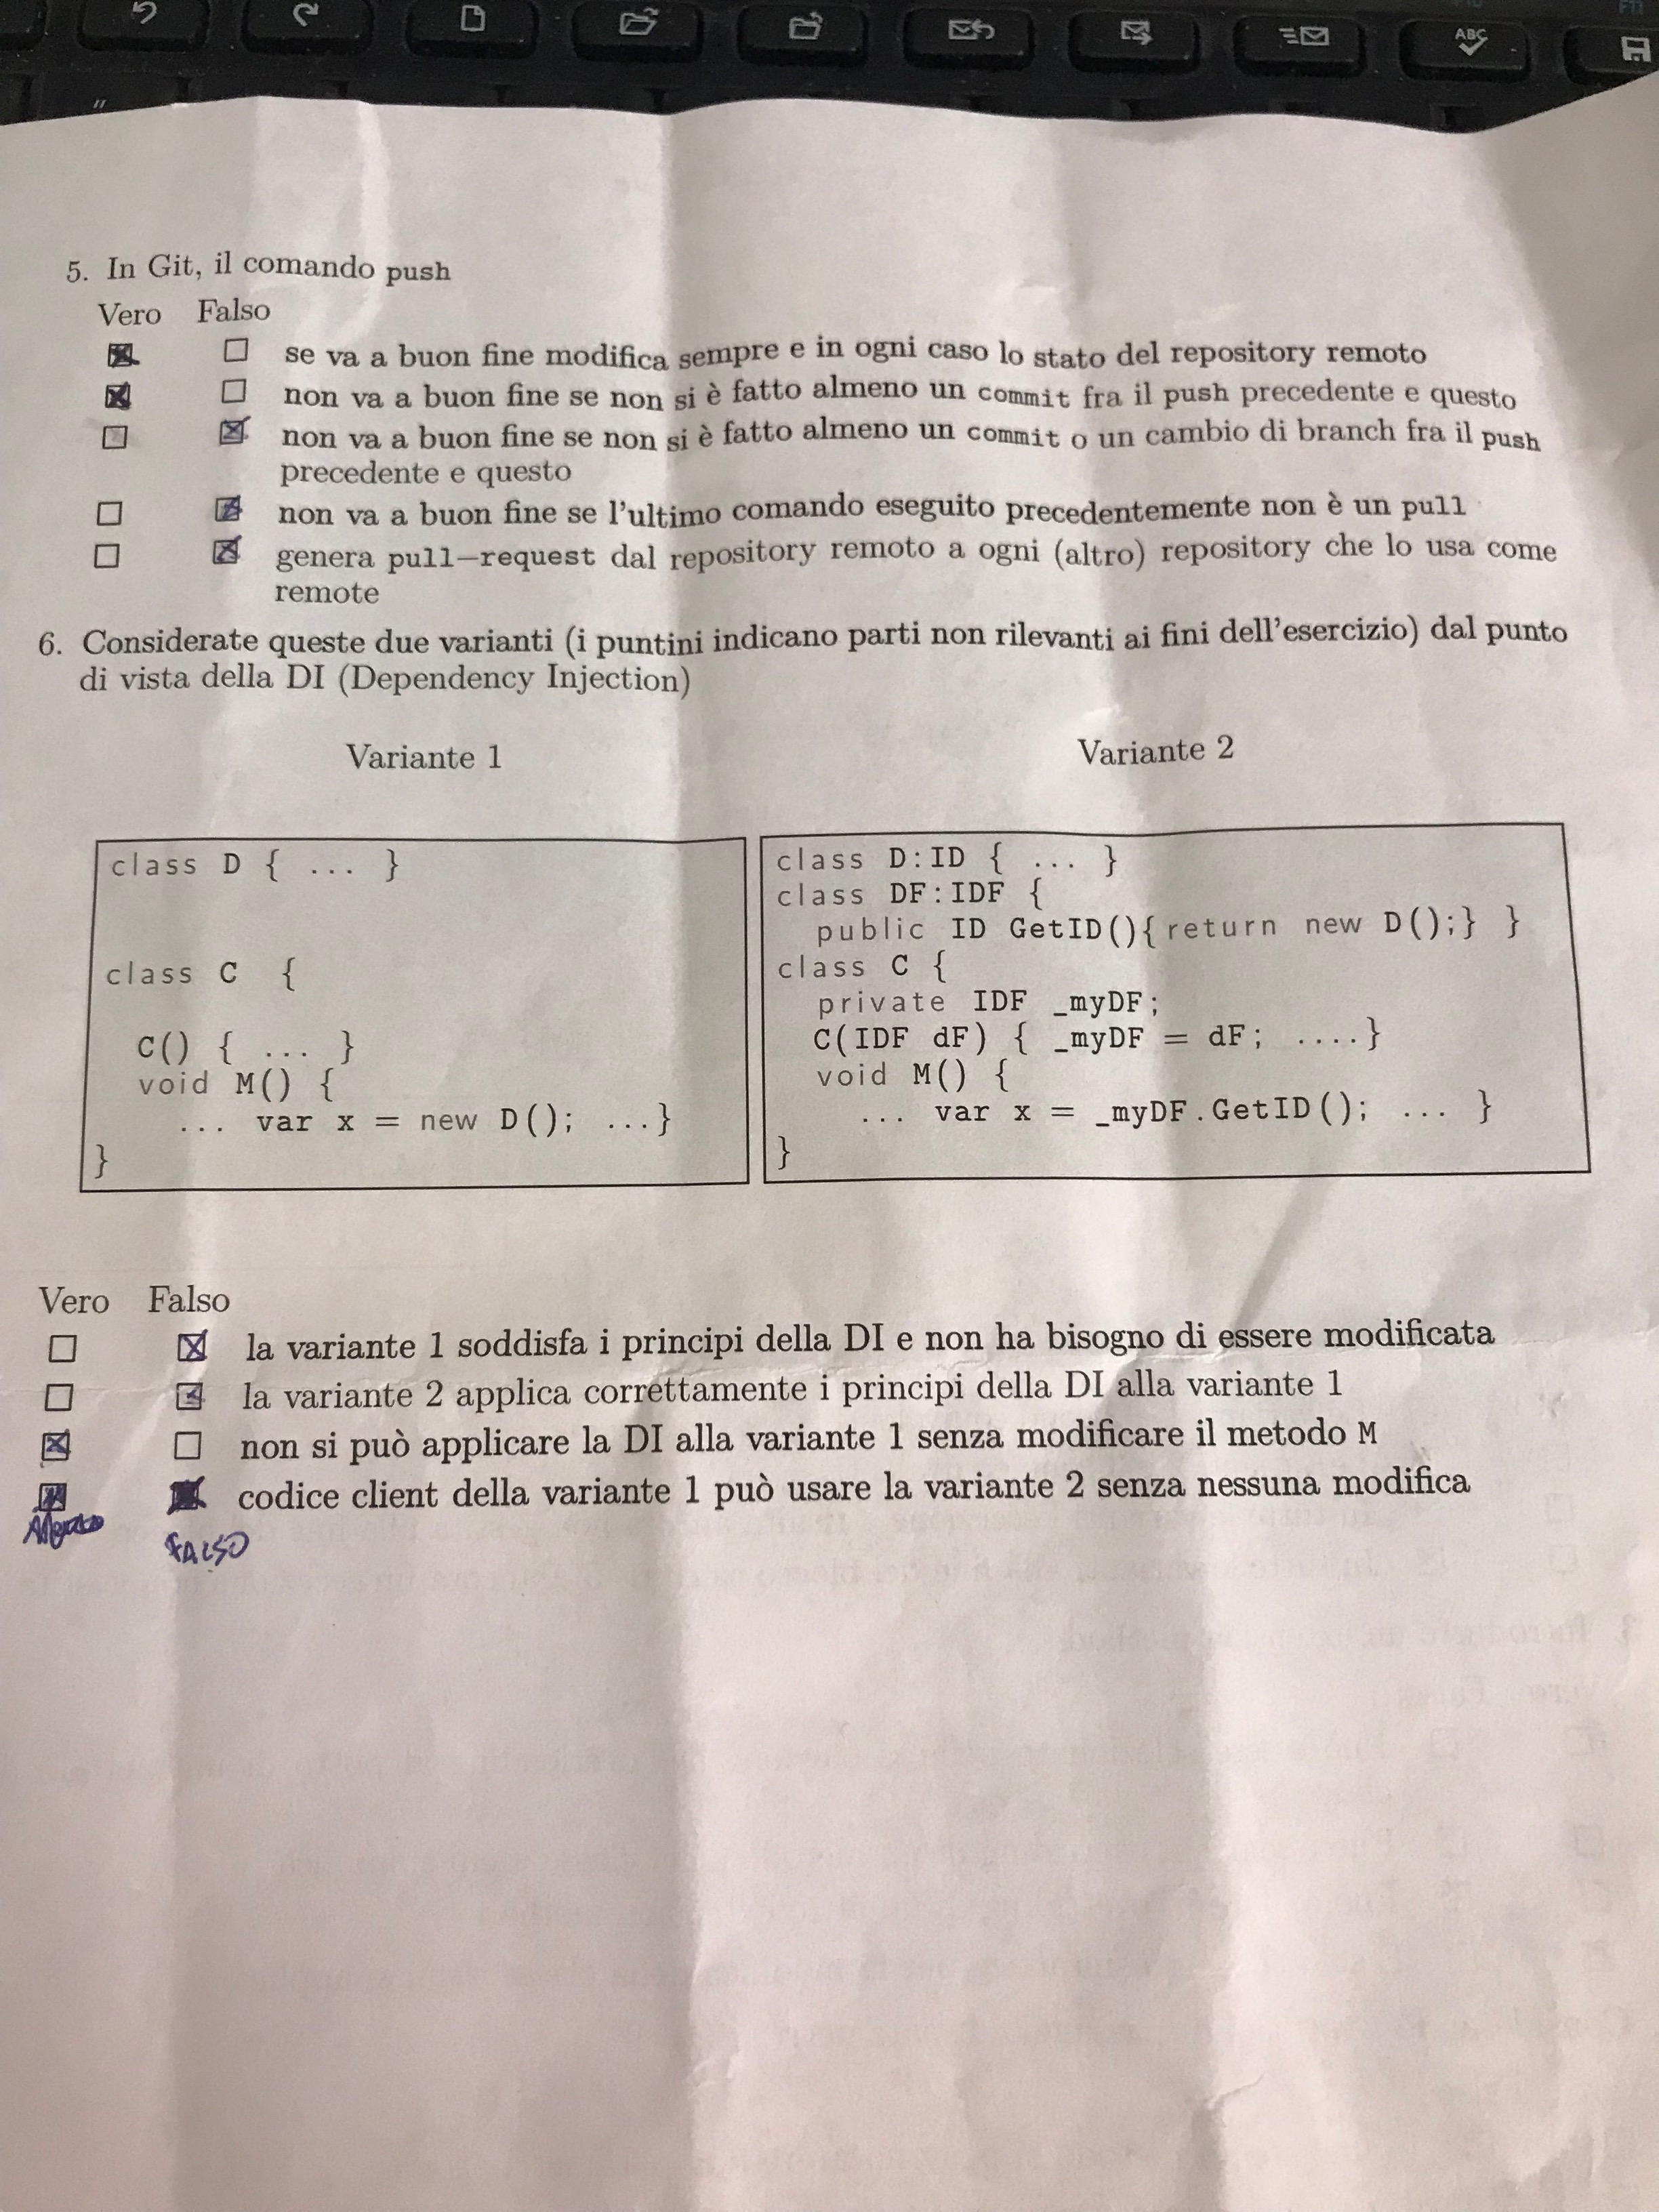 ABC
5. In Git, il comando push
Vero Falso
se va a buon fine modifica sempre e in ogni caso lo stato del repository remoto
non va a buon fine se non si è fatto almeno un commit fra il push precedente e questo
non va a buon fine se non si è fatto almeno un commit o un cambio di branch fra il push
precedente e questo
non va a buon fine se l'ultimo comando eseguito precedentemente non è un pull
genera pull-request dal repository remoto a ogni (altro) repository che lo usa come
remote
6. Considerate queste due varianti (i puntini indicano parti non rilevanti ai fini dell'esercizio) dal punto
di vista della DI (Dependency Injection)
Variante 1
class D { ... }
class C {
C() { ... }
void M() {
... var x = new D(); ...}
}
Variante 2
class D:ID { ... }
class DF:IDF {
public ID GetID(){return new D();} }
class C {
private IDF _myDF;
C(IDF dF) { _myDF = dF; ....}
void M() {
... var x = _myDF.GetID(); ... }
}
Vero Falso
la variante 1 soddisfa i principi della DI e non ha bisogno di essere modificata
la variante 2 applica correttamente i principi della DI alla variante 1
non si può applicare la DI alla variante 1 senza modificare il metodo M
codice client della variante 1 può usare la variante 2 senza nessuna modifica
FALSO